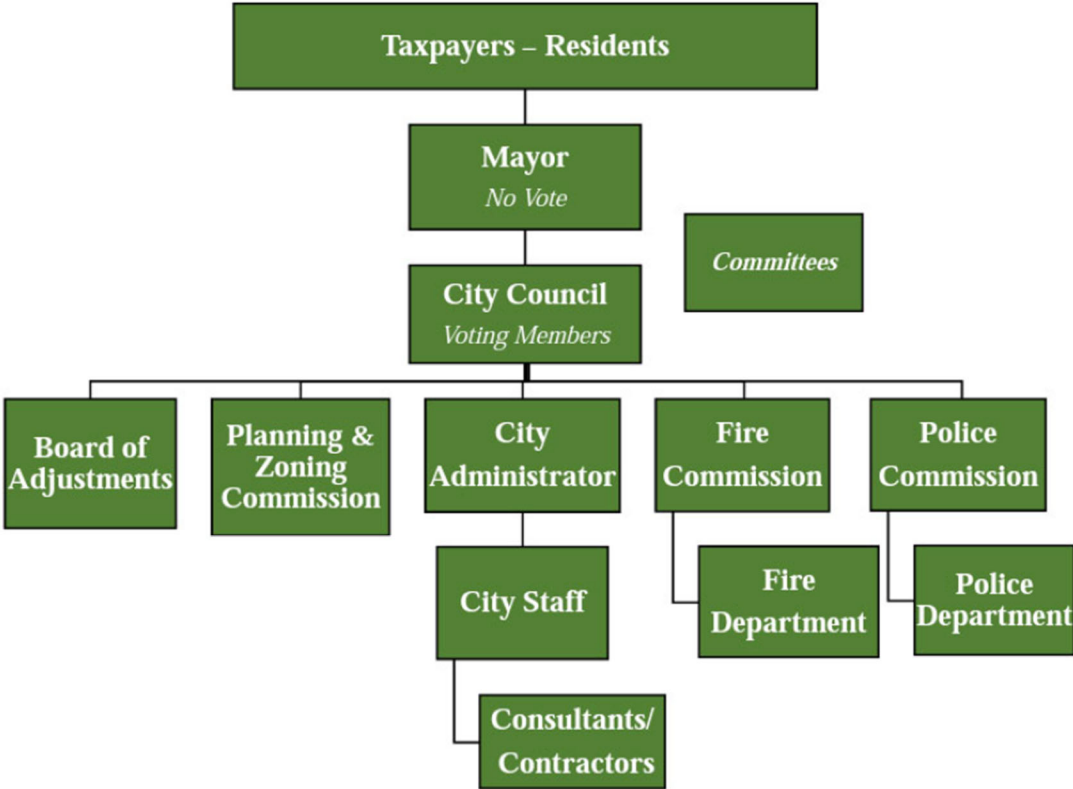 Taxpayers – Residents
Mayor
No Vote
Committees
City Council
Voting Members
Board of
Adjustments
Planning &
Zoning
Commission
City
Administrator
Fire
Commission
Police
Commission
City Staff
Fire
Department
Police
Department
Consultants/
Contractors